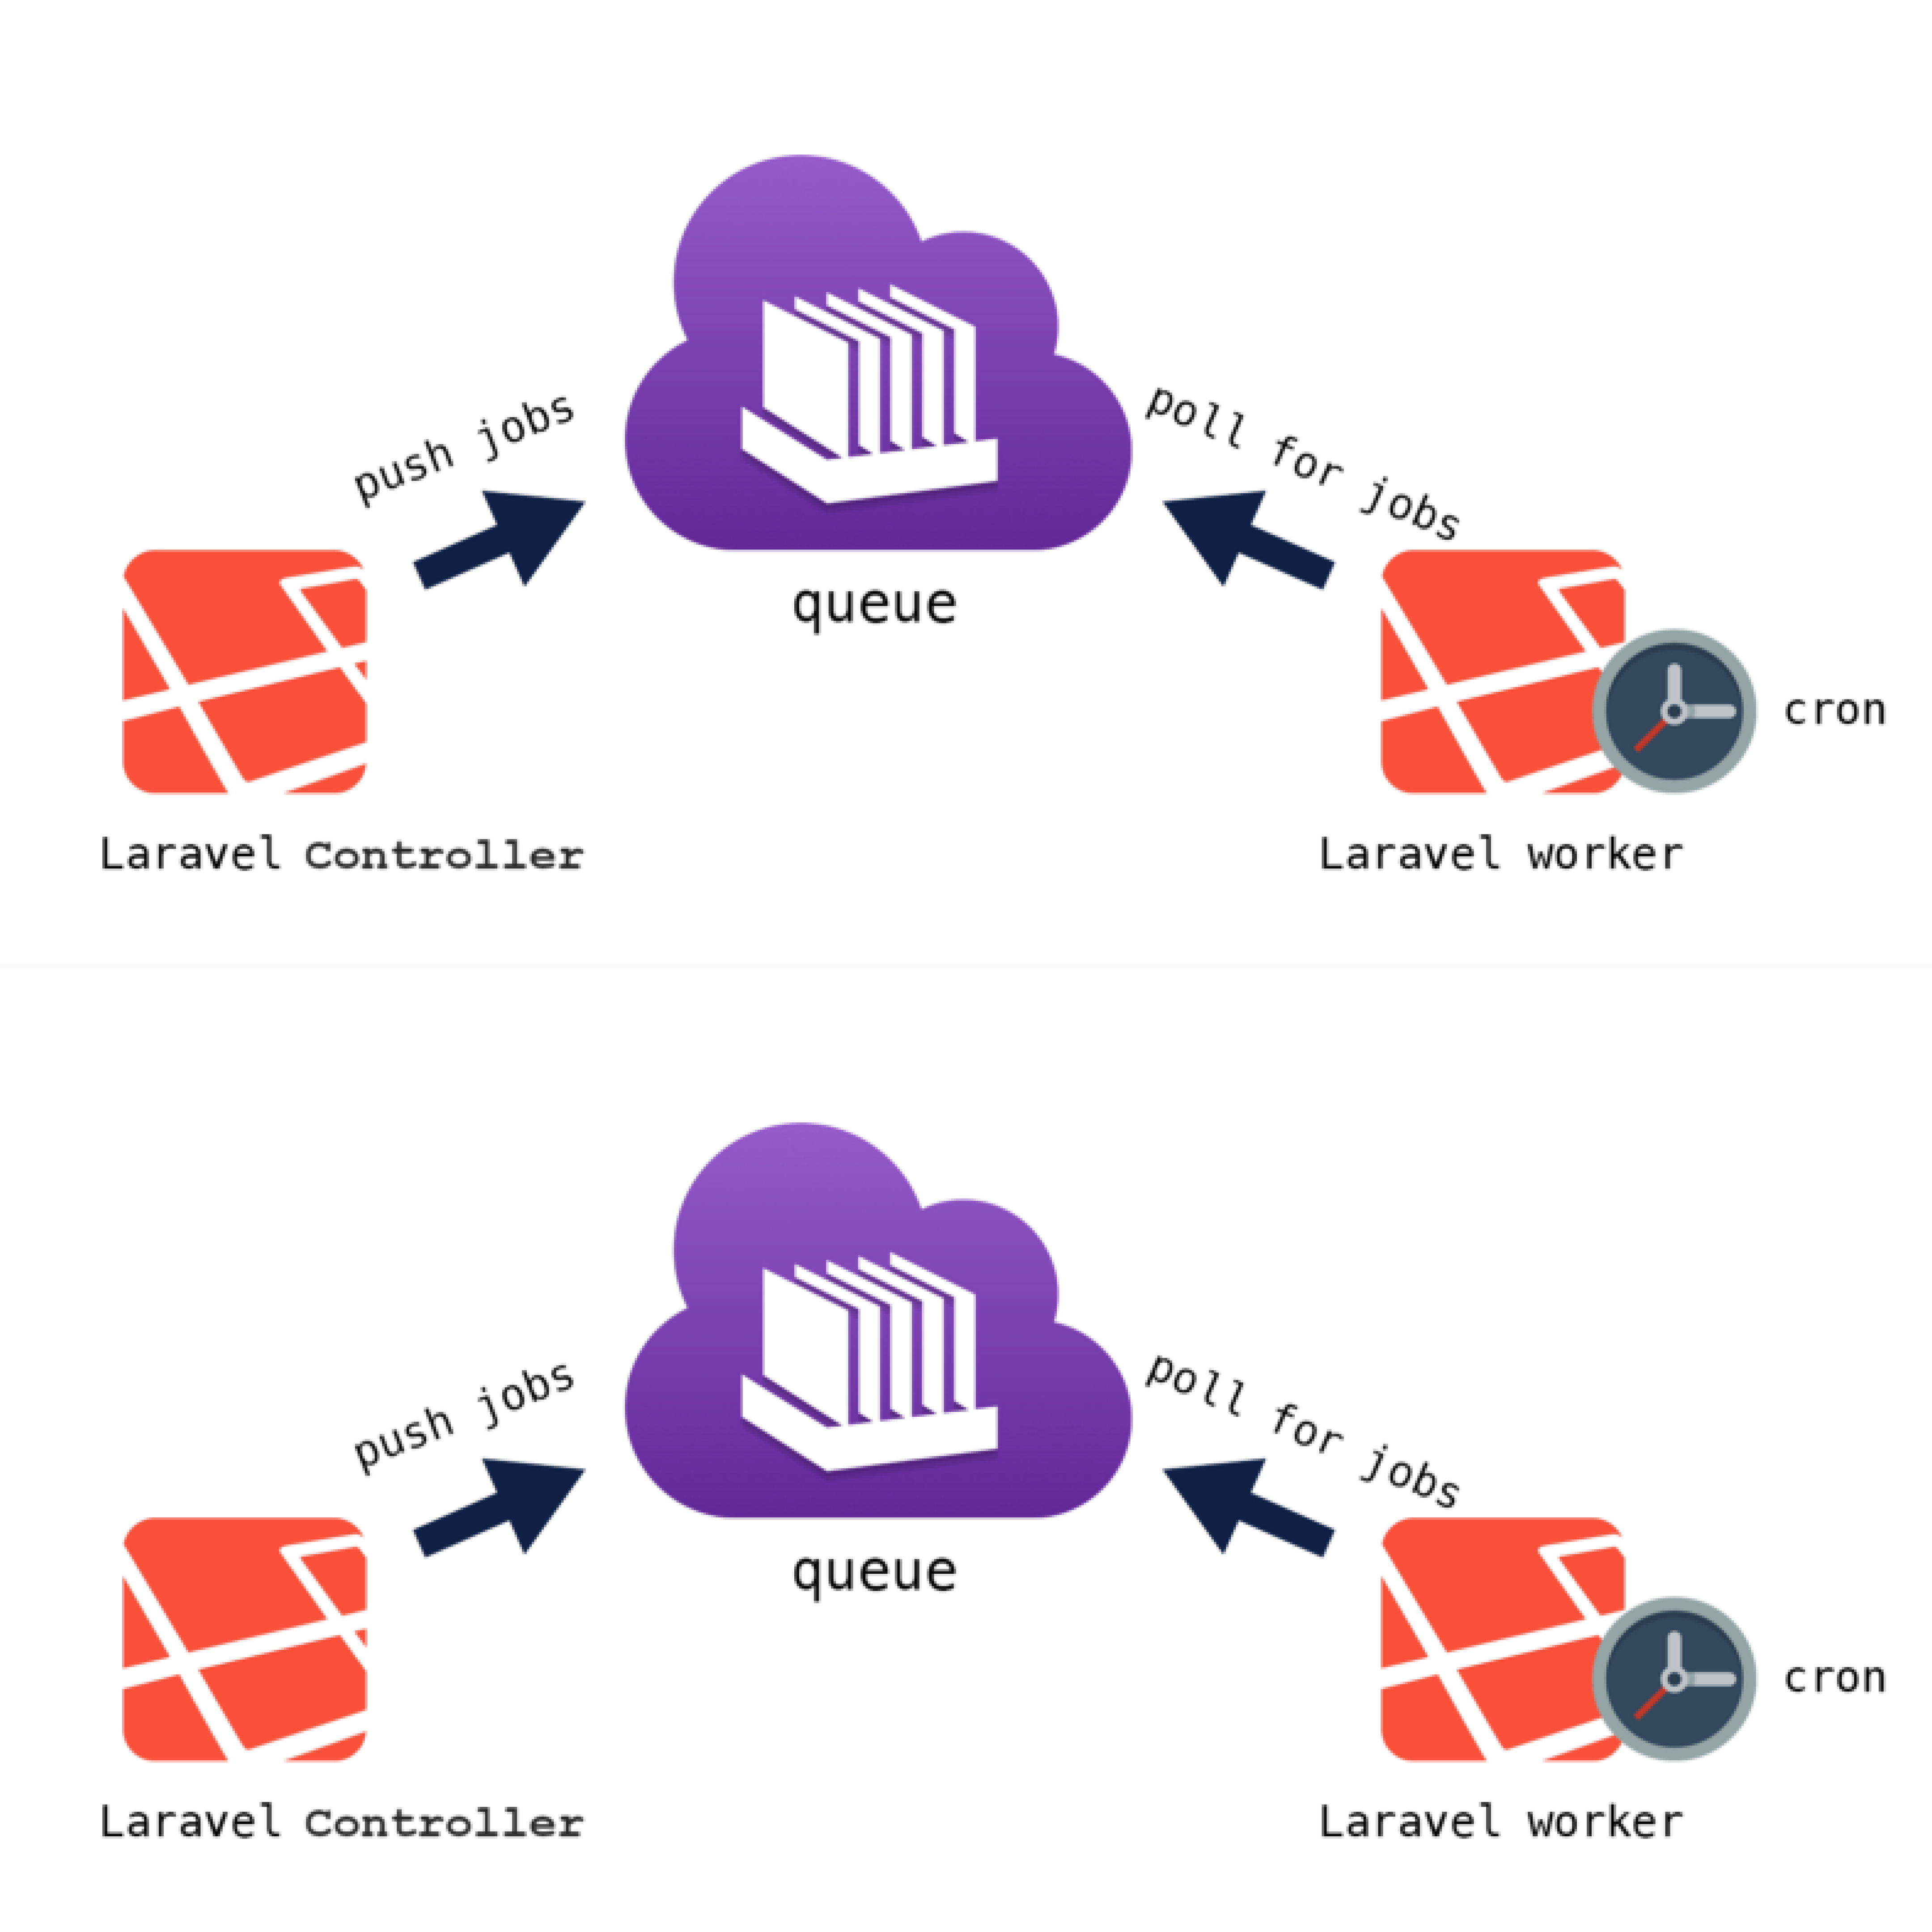 push jobs
poll for jobs
queue
cron
Laravel Controller
Laravel worker
push jobs
poll for jobs
queue
cron
Laravel Controller
Laravel worker